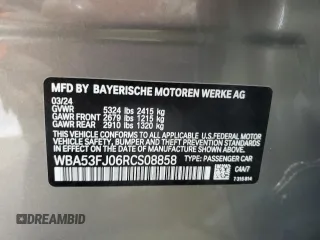 MFD BY BAYERISCHE MOTOREN WERKE AG
03/24
GVWR 5324 lbs 2415 kg
GAWR FRONT 2679 lbs 1215 kg
GAWR REAR 2910 lbs 1320 kg
THIS VEHICLE CONFORMS TO ALL APPLICABLE FEDERAL
MOTOR VEHICLE SAFETY, BUMPER, AND THEFT PREVENTION
STANDARDS IN EFFECT ON THE DATE OF MANUFACTURE SHOWN ABOVE.
WBA53FJ06RCS08858 TYPE: PASSENGER CAR
CAN/7
DREAMBID